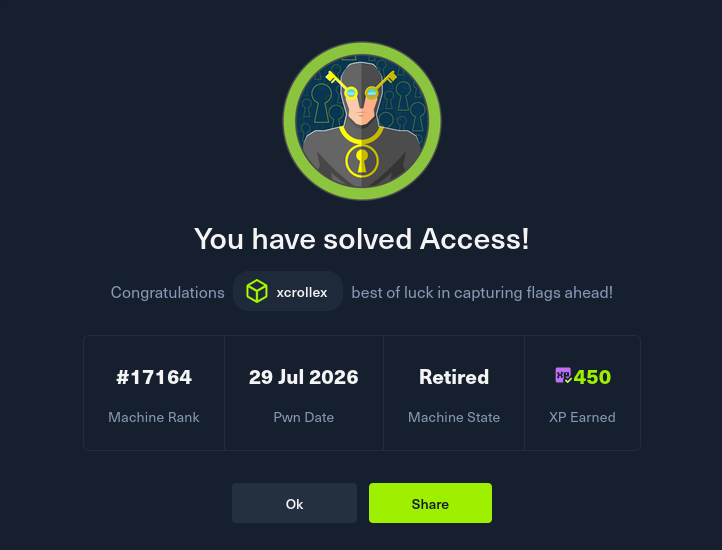 You have solved Access!
Congratulations xcrollex best of luck in capturing flags ahead!
#17164 29 Jul 2026 Retired XP 450
Machine Rank Pwn Date Machine State XP Earned
Ok Share